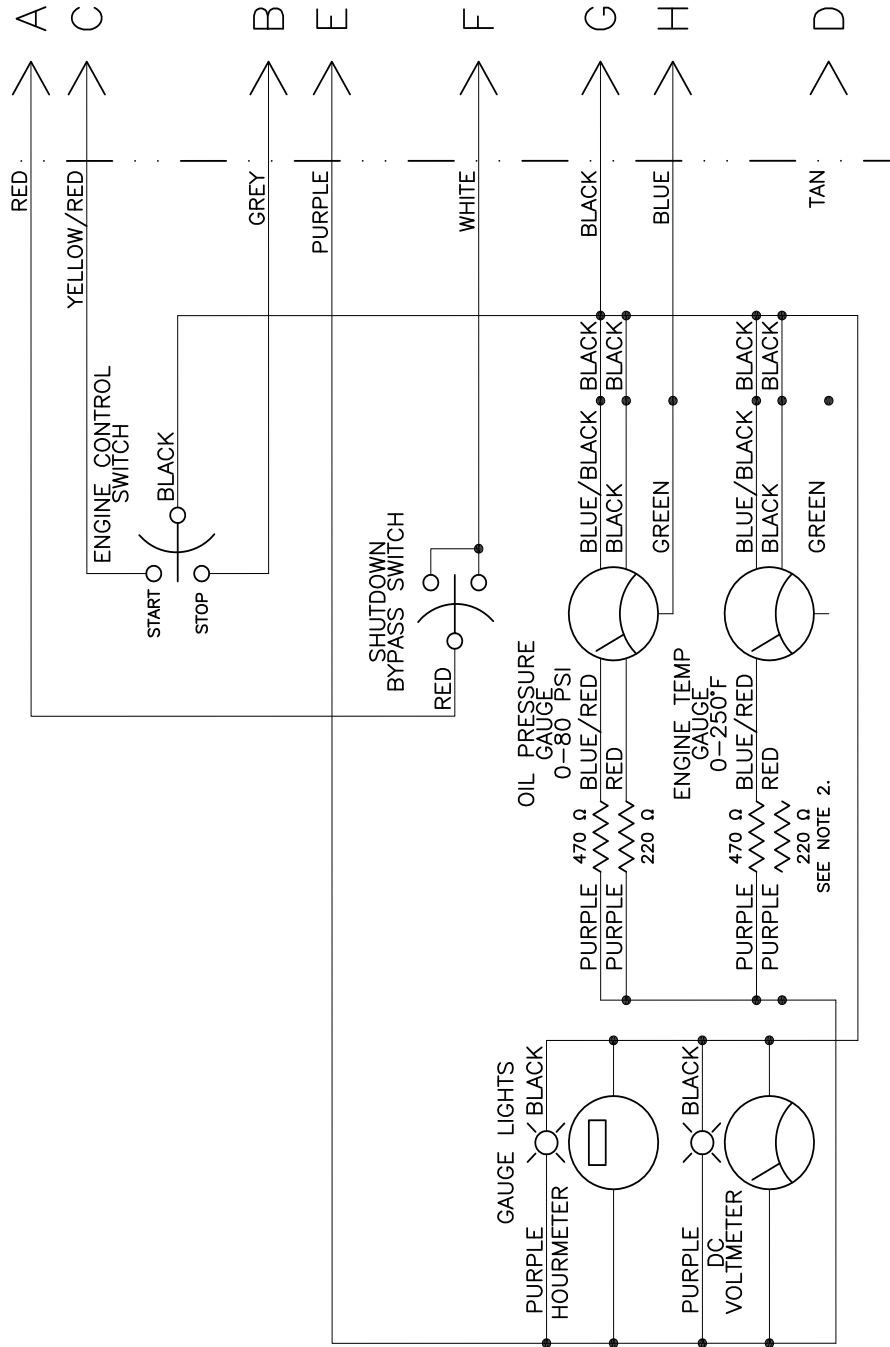 A
C
B
E
F
G
H
D
RED
YELLOW/RED
GREY
PURPLE
WHITE
BLACK
BLUE
TAN
ENGINE CONTROL
SWITCH
BLACK
START
STOP
SHUTDOWN
BYPASS SWITCH
RED
BLACK
BLACK
BLACK
BLACK
BLUE/BLACK
BLACK
GREEN
BLUE/BLACK
BLACK
GREEN
OIL PRESSURE
GAUGE
0-80 PSI
BLUE/RED
RED
ENGINE TEMP
GAUGE
0-250°F
BLUE/RED
RED
470 Ω
220 Ω
470 Ω
220 Ω
SEE NOTE 2.
PURPLE
PURPLE
PURPLE
PURPLE
GAUGE LIGHTS
BLACK
BLACK
PURPLE
HOURMETER
PURPLE
DC
VOLTMETER